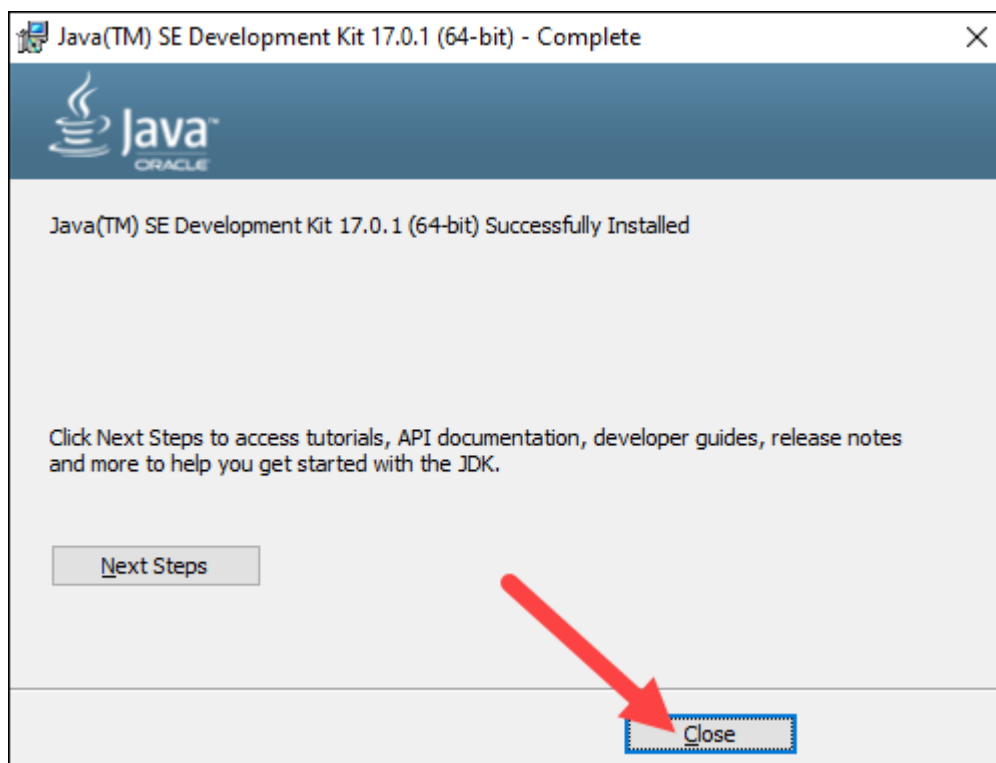 Java(TM) SE Development Kit 17.0.1 (64-bit) - Complete
Java™
ORACLE
Java(TM) SE Development Kit 17.0.1 (64-bit) Successfully Installed
Click Next Steps to access tutorials, API documentation, developer guides, release notes
and more to help you get started with the JDK.
Next Steps
Close